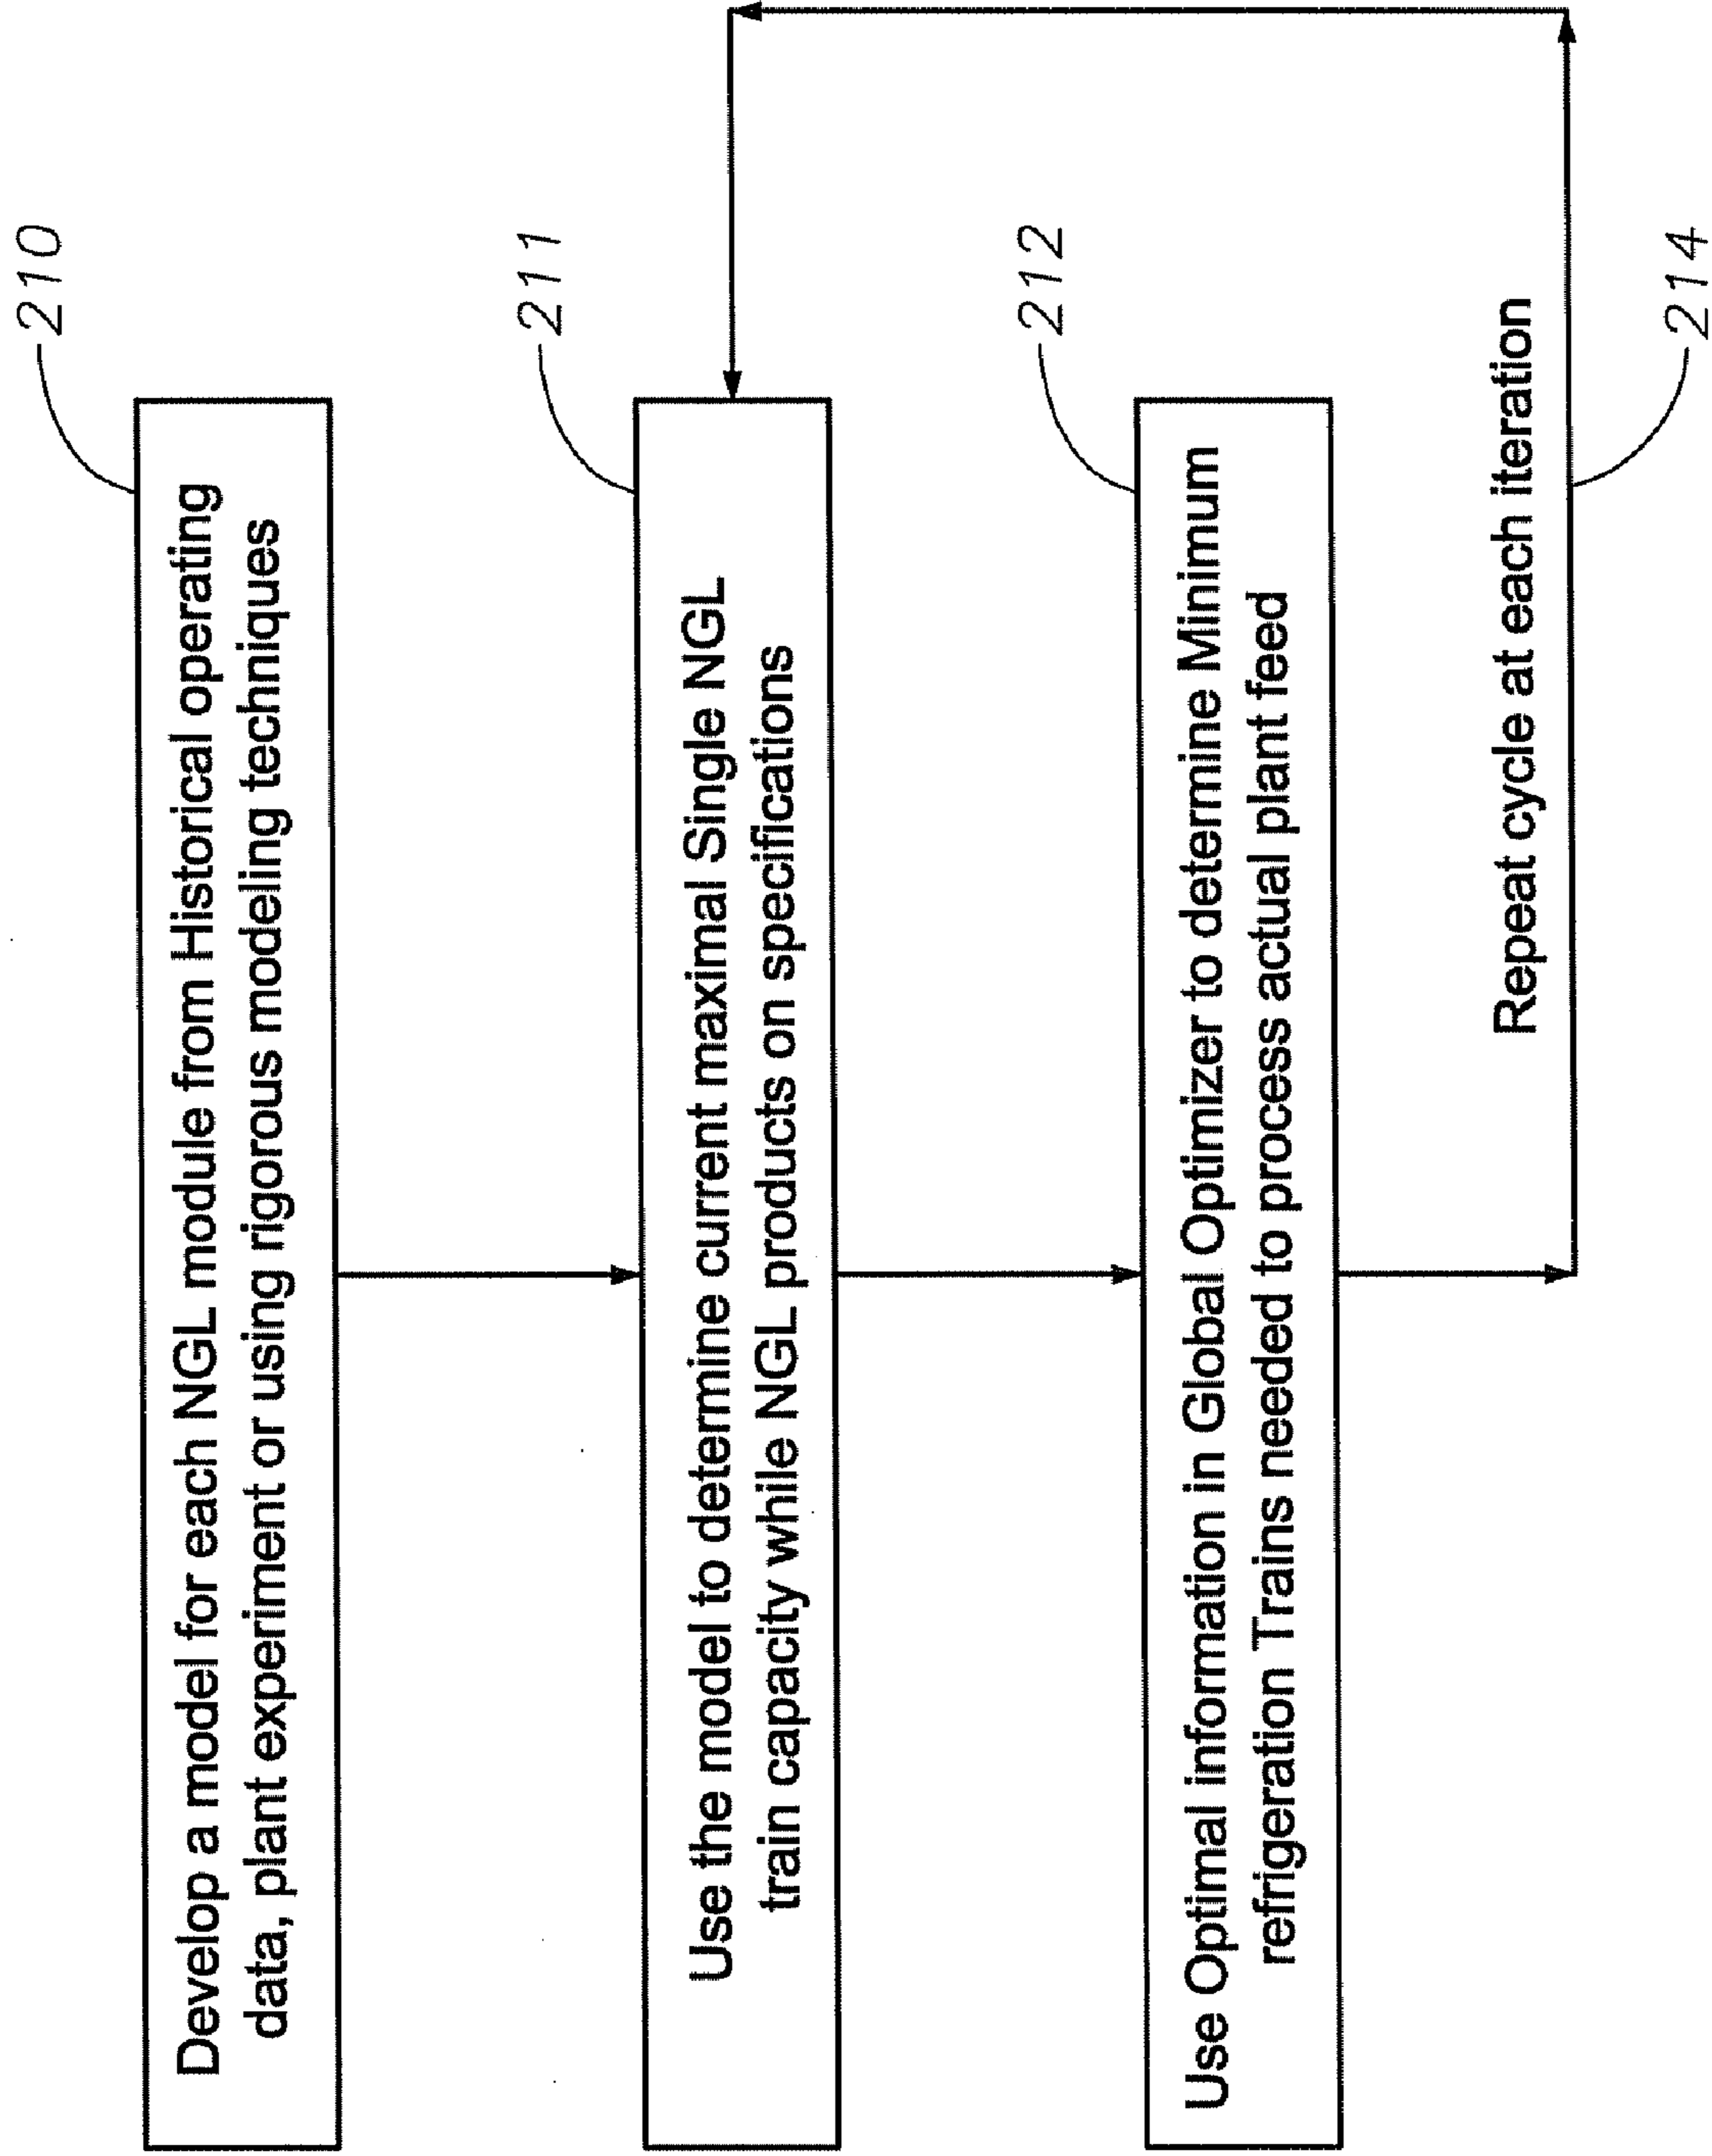 210
Develop a model for each NGL module from Historical operating
data, plant experiment or using rigorous modeling techniques
211
Use the model to determine current maximal Single NGL
train capacity while NGL products on specifications
212
Use Optimal information in Global Optimizer to determine Minimum
refrigeration Trains needed to process actual plant feed
Repeat cycle at each iteration
214